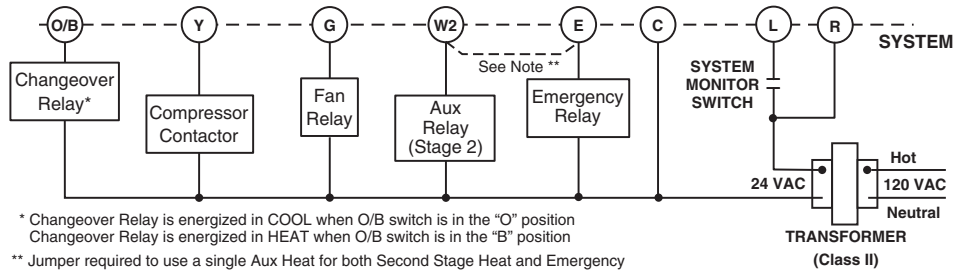 O/B Y G W2 E C L R
SYSTEM
See Note **
Changeover
Relay*
Compressor
Contactor
Fan
Relay
Aux
Relay
(Stage 2)
Emergency
Relay
SYSTEM
MONITOR
SWITCH
Hot
24 VAC
120 VAC
Neutral
TRANSFORMER
(Class II)
* Changeover Relay is energized in COOL when O/B switch is in the “O” position
Changeover Relay is energized in HEAT when O/B switch is in the “B” position
** Jumper required to use a single Aux Heat for both Second Stage Heat and Emergency